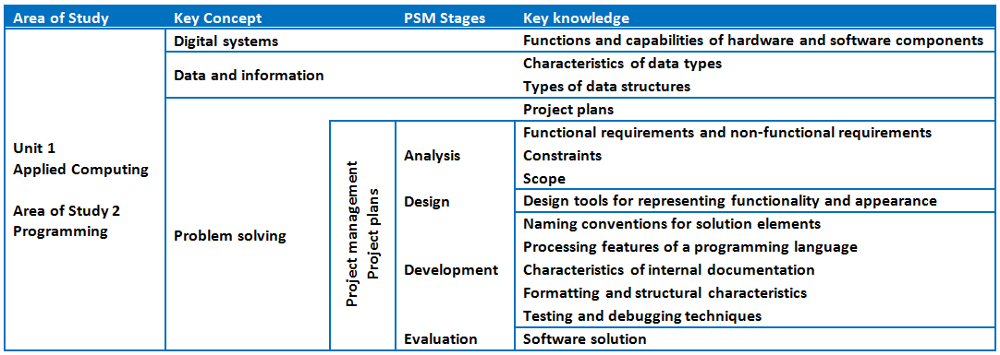 Area of Study Key Concept PSM Stages Key knowledge
Digital systems Functions and capabilities of hardware and software components
Data and information
Characteristics of data types
Types of data structures
Unit 1
Applied Computing
Area of Study 2
Programming
Problem solving
Project plans
Project management
Project plans
Analysis
Functional requirements and non-functional requirements
Constraints
Scope
Design
Design tools for representing functionality and appearance
Development
Naming conventions for solution elements
Processing features of a programming language
Characteristics of internal documentation
Formatting and structural characteristics
Testing and debugging techniques
Evaluation
Software solution